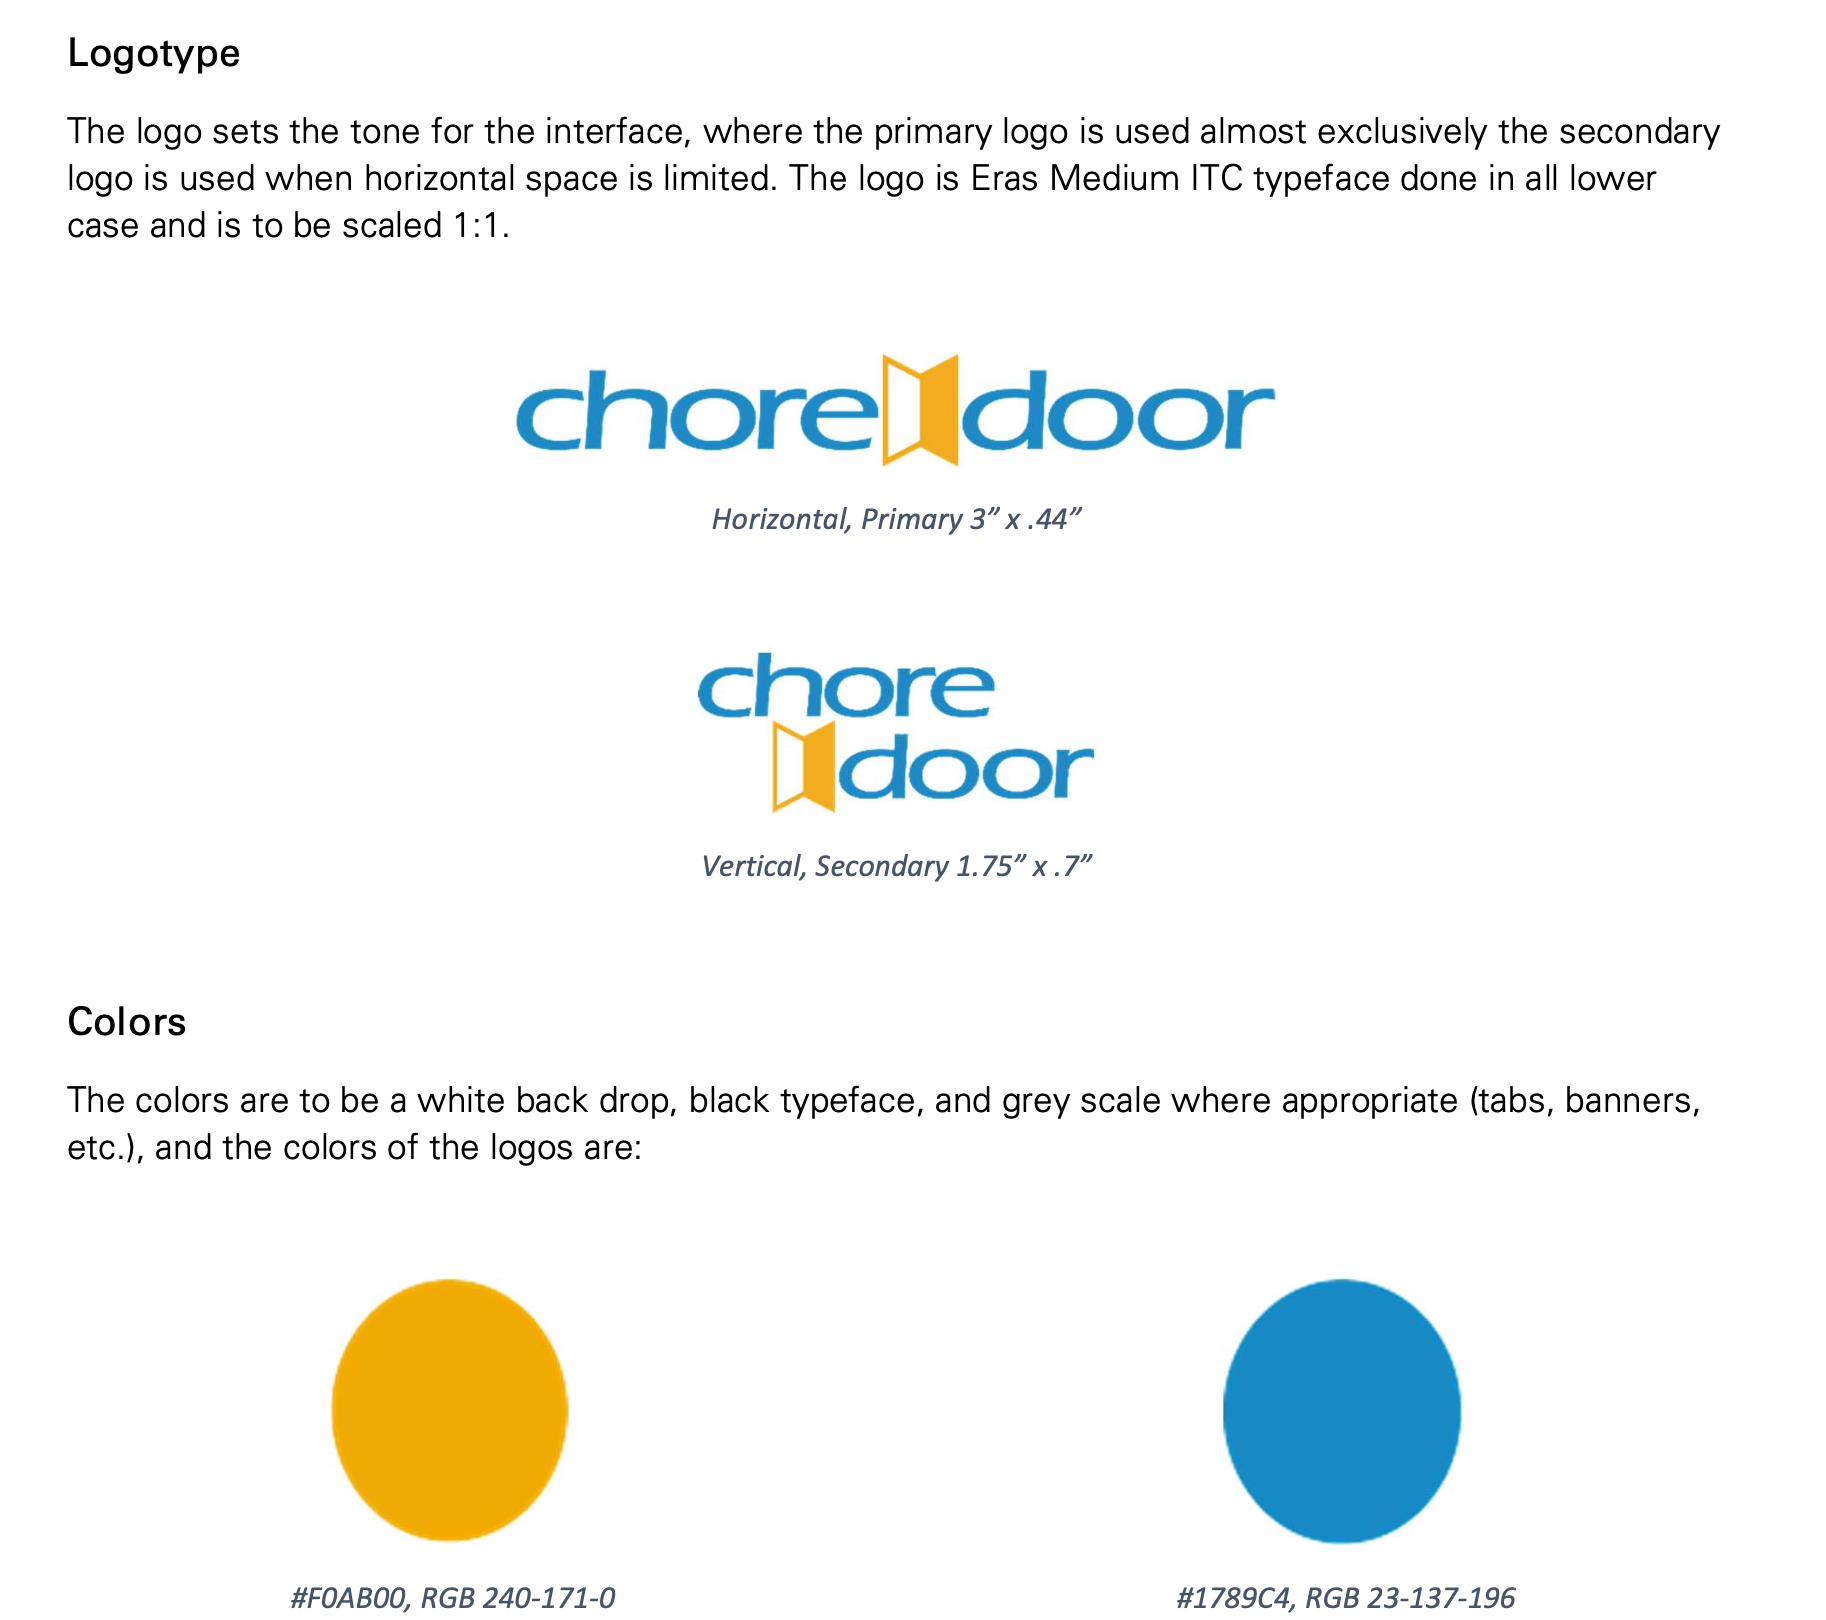 Logotype
The logo sets the tone for the interface, where the primary logo is used almost exclusively the secondary
logo is used when horizontal space is limited. The logo is Eras Medium ITC typeface done in all lower
case and is to be scaled 1:1.
chore door
Horizontal, Primary 3” x .44”
chore
door
Vertical, Secondary 1.75” x .7”
Colors
The colors are to be a white back drop, black typeface, and grey scale where appropriate (tabs, banners,
etc.), and the colors of the logos are:
#F0AB00, RGB 240-171-0
#1789C4, RGB 23-137-196